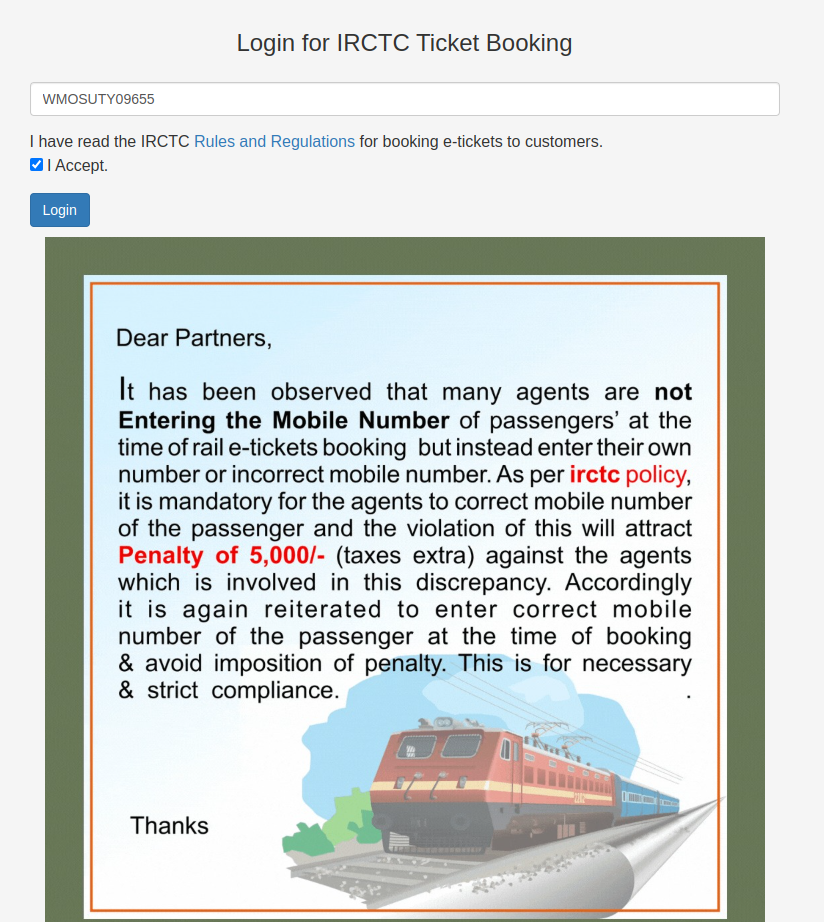 Login for IRCTC Ticket Booking
WMOSUTY09655
I have read the IRCTC Rules and Regulations for booking e-tickets to customers.
I Accept.
Login
Dear Partners,
It has been observed that many agents are not
Entering the Mobile Number of passengers’ at the
time of rail e-tickets booking but instead enter their own
number or incorrect mobile number. As per irctc policy,
it is mandatory for the agents to correct mobile number
of the passenger and the violation of this will attract
Penalty of 5,000/- (taxes extra) against the agents
which is involved in this discrepancy. Accordingly
it is again reiterated to enter correct mobile
number of the passenger at the time of booking
& avoid imposition of penalty. This is for necessary
& strict compliance. .
Thanks